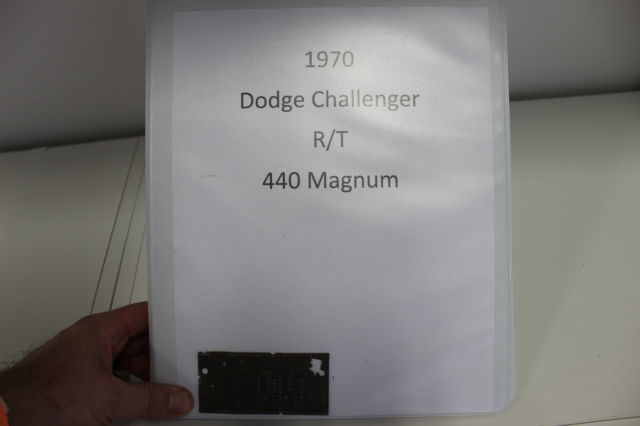 1970
Dodge Challenger
R/T
440 Magnum